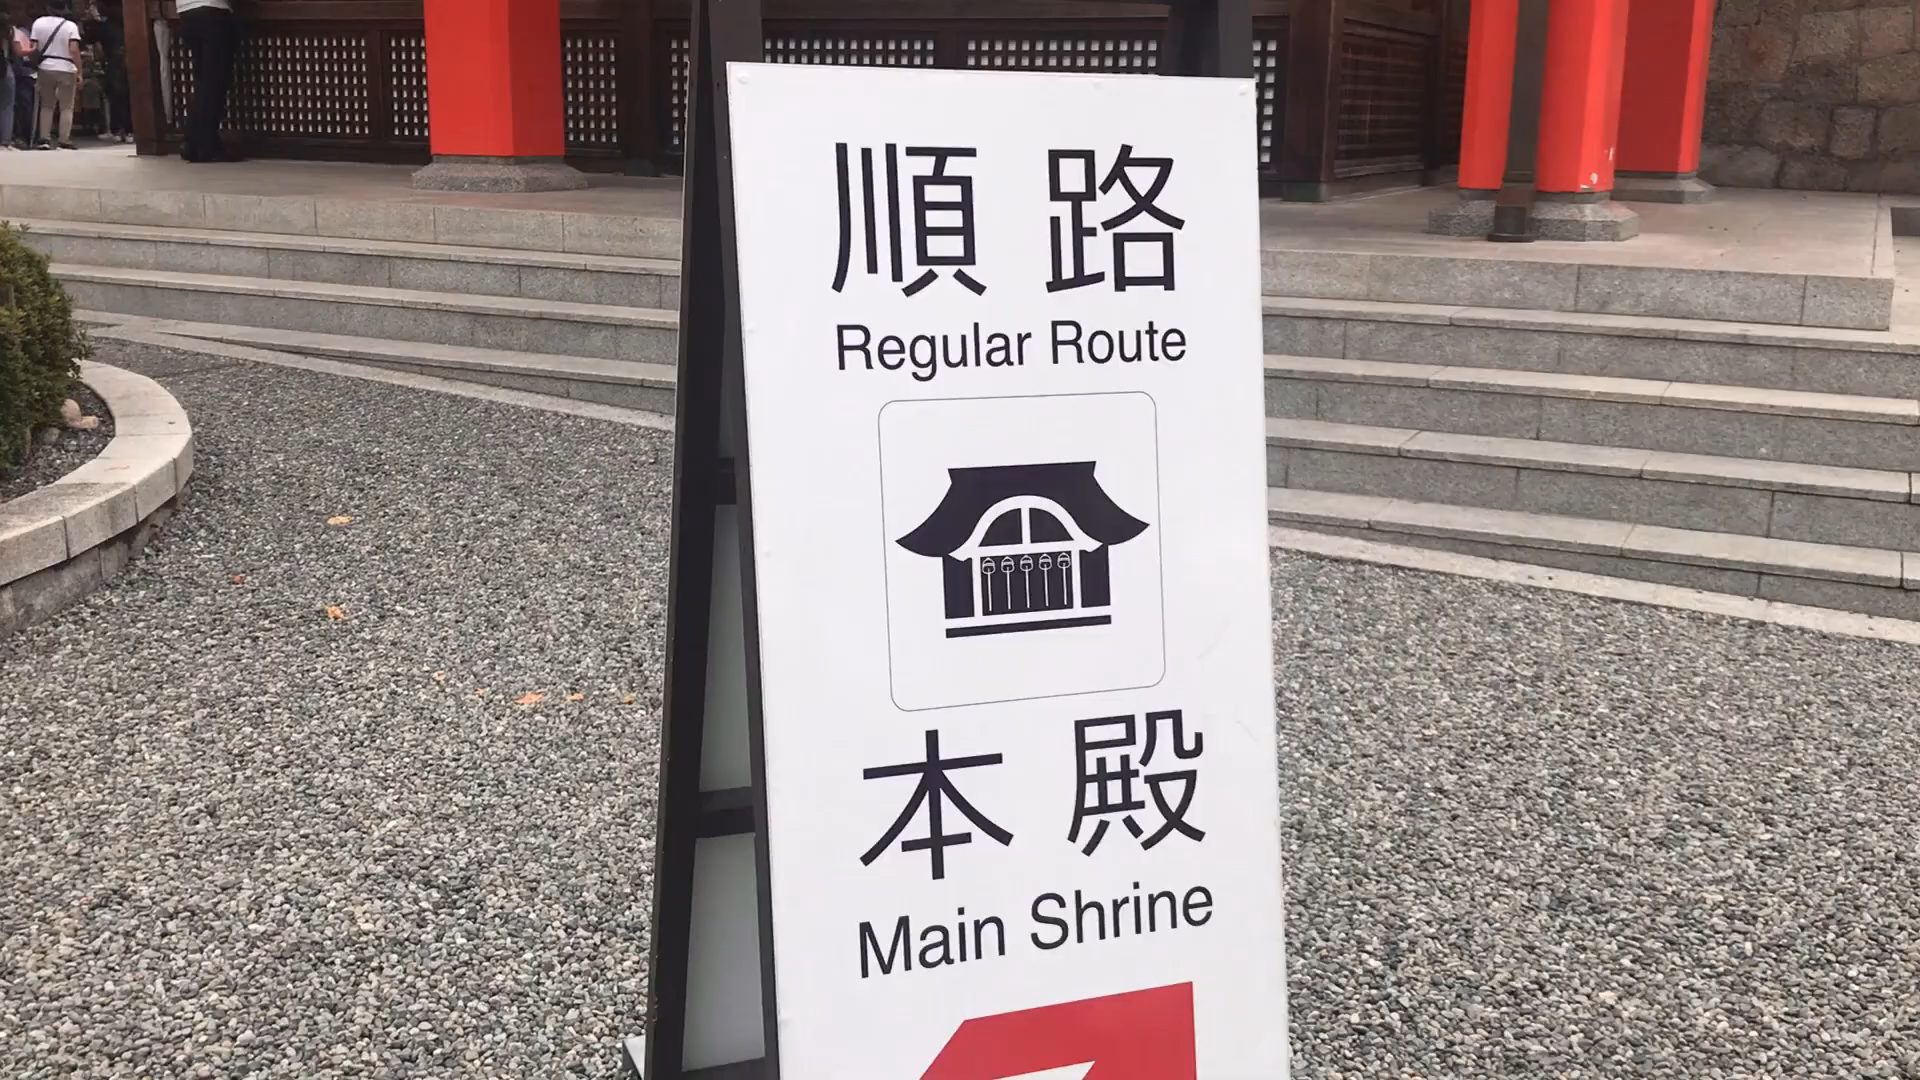 順路
Regular Route
本殿
Main Shrine